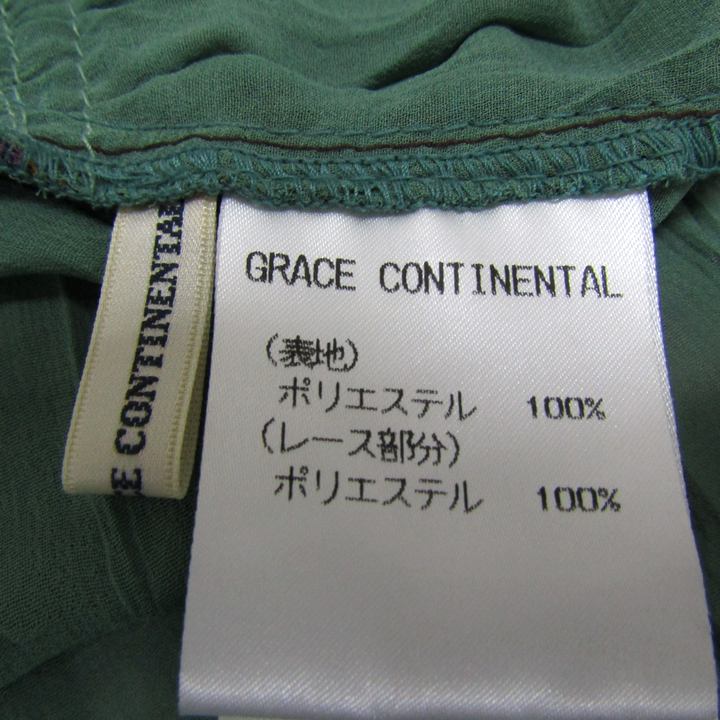 GRACE CONTINENTAL
(表地)
ポリエステル 100%
(レース部分)
ポリエステル 100%
CONTINENTAL